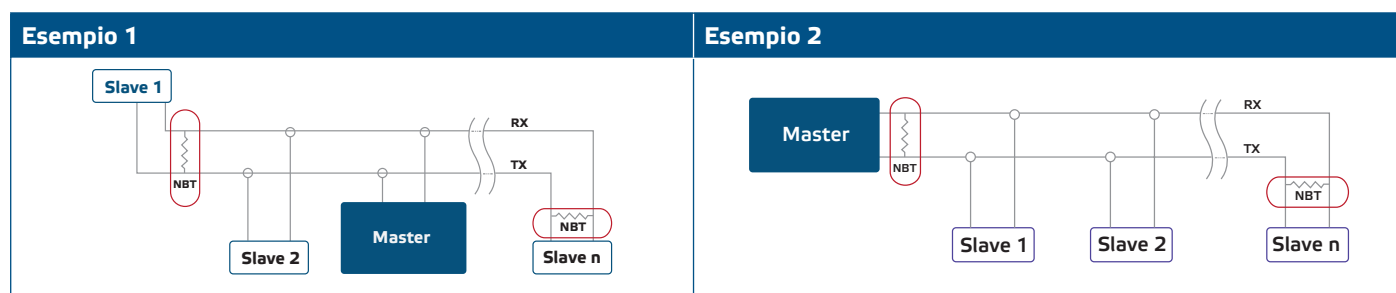 Esempio 1
Slave 1
RX
TX
NBT
NBT
Master
Slave 2
Slave n
Esempio 2
Master
RX
TX
NBT
NBT
Slave 1
Slave 2
Slave n